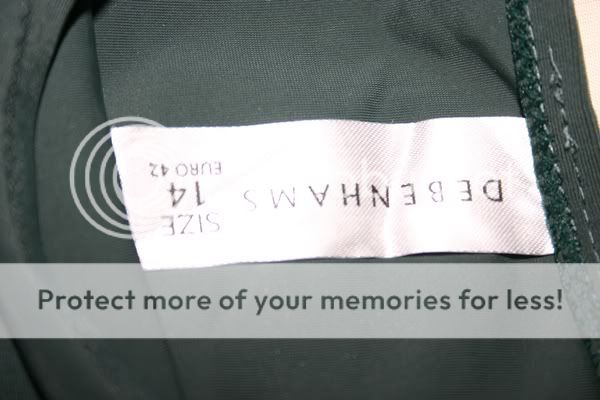 DEBENHAMS
SIZE
14
EURO 42
Protect more of your memories for less!